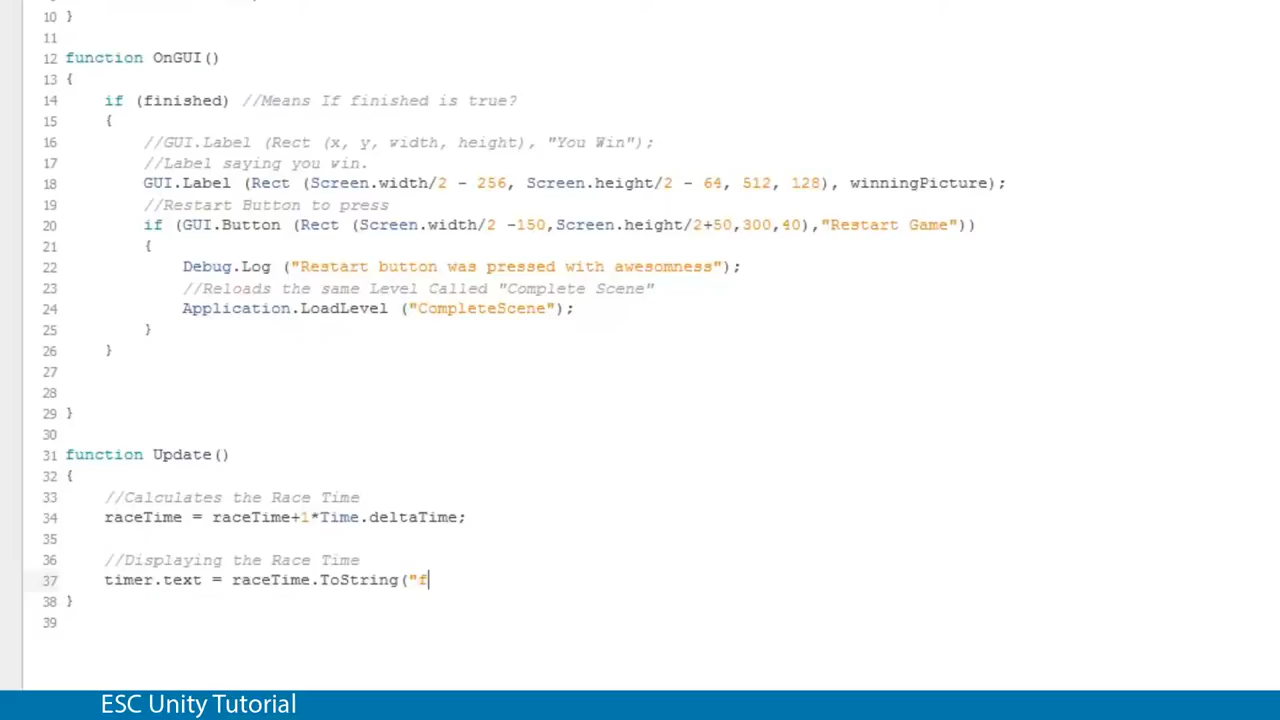 10 }
11
12 function OnGUI()
13 {
14 if (finished) //Means If finished is true?
15 {
16 //GUI.Label (Rect (x, y, width, height), "You Win");
17 //Label saying you win.
18 GUI.Label (Rect (Screen.width/2 - 256, Screen.height/2 - 64, 512, 128), winningPicture);
19 //Restart Button to press
20 if (GUI.Button (Rect (Screen.width/2 -150,Screen.height/2+50,300,40),"Restart Game"))
21 {
22 Debug.Log ("Restart button was pressed with awesomness");
23 //Reloads the same Level Called "Complete Scene"
24 Application.LoadLevel ("CompleteScene");
25 }
26 }
27
28
29 }
30
31 function Update()
32 {
33 //Calculates the Race Time
34 raceTime = raceTime+1*Time.deltaTime;
35
36 //Displaying the Race Time
37 timer.text = raceTime.ToString("f
38 }
39
ESC Unity Tutorial